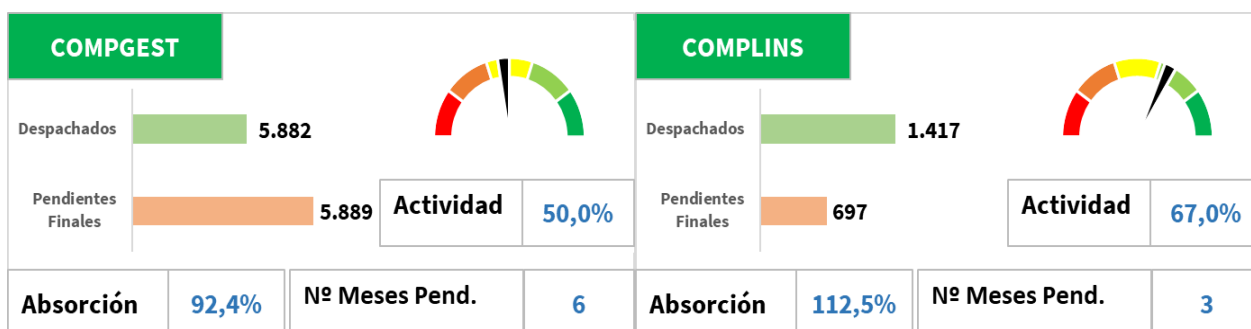 COMPGEST
Despachados
5.882
Pendientes
Finales
5.889
Actividad
50,0%
Absorción
92,4%
Nº Meses Pend.
6
COMPLINS
Despachados
1.417
Pendientes
Finales
697
Actividad
67,0%
Absorción
112,5%
Nº Meses Pend.
3